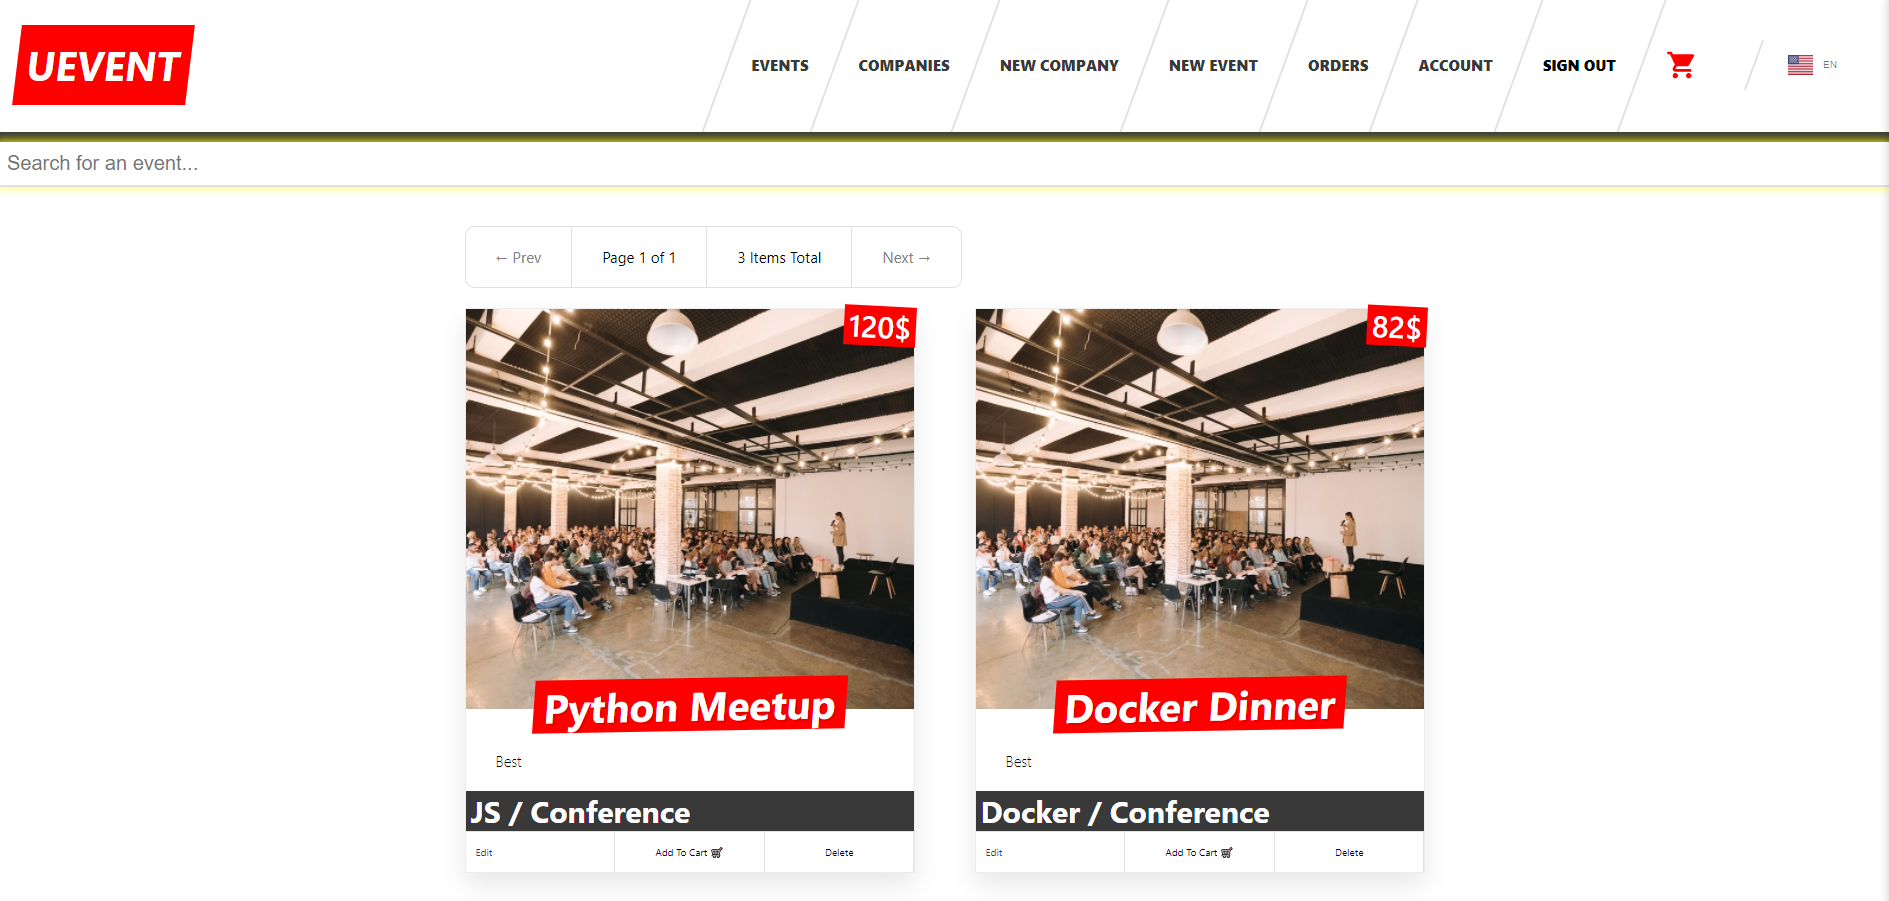 UEVENT
EVENTS
COMPANIES
NEW COMPANY
NEW EVENT
ORDERS
ACCOUNT
SIGN OUT
EN
Search for an event...
← Prev
Page 1 of 1
3 Items Total
Next →
120$
Python Meetup
Best
JS / Conference
Edit
Add To Cart 🛒
Delete
82$
Docker Dinner
Best
Docker / Conference
Edit
Add To Cart 🛒
Delete